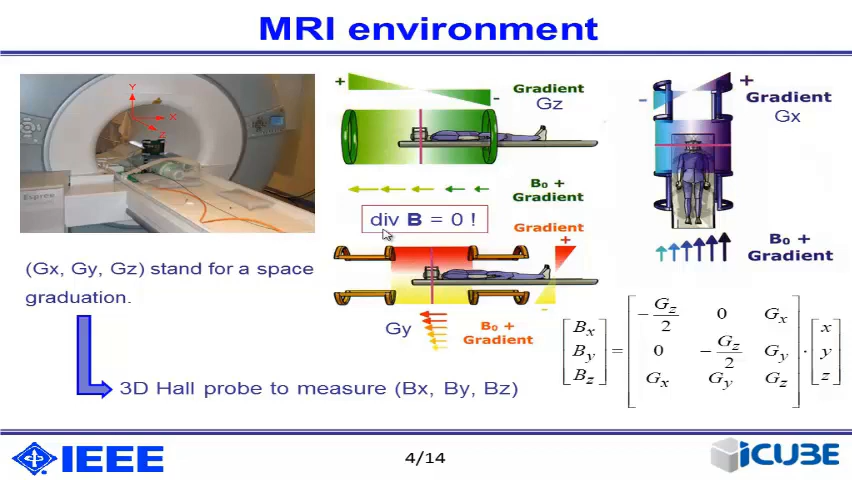 MRI environment
Y
X
Z
+
-
Gradient
Gz
B₀ +
Gradient
div B = 0 !
Gradient
+
-
Gy
B₀ +
Gradient
-
+
Gradient
Gx
B₀ +
Gradient
(Gx, Gy, Gz) stand for a space
graduation.
3D Hall probe to measure (Bx, By, Bz)
[Bx] [-Gz/2 0 Gx] [x]
[By] = [0 -Gz/2 Gy] · [y]
[Bz] [Gx Gy Gz] [z]
IEEE
4/14
iCUBE